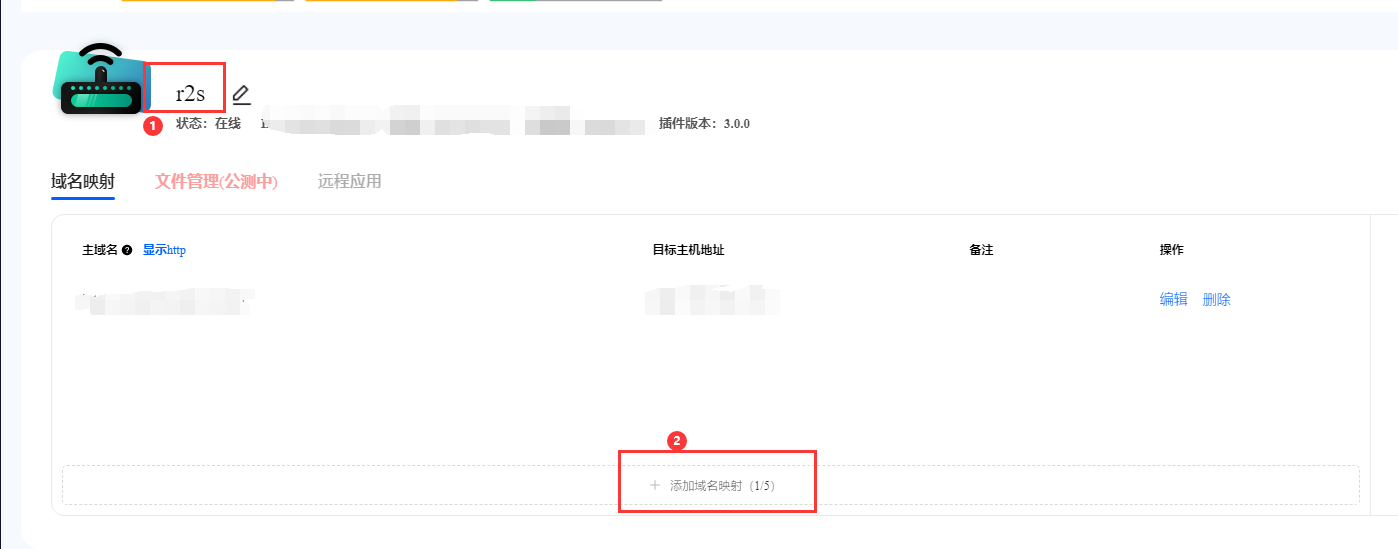 r2s
1
状态：在线
插件版本：3.0.0
域名映射 文件管理(公测中) 远程应用
主域名 ? 显示http 目标主机地址 备注 操作
编辑 删除
2
+ 添加域名映射（1/5）